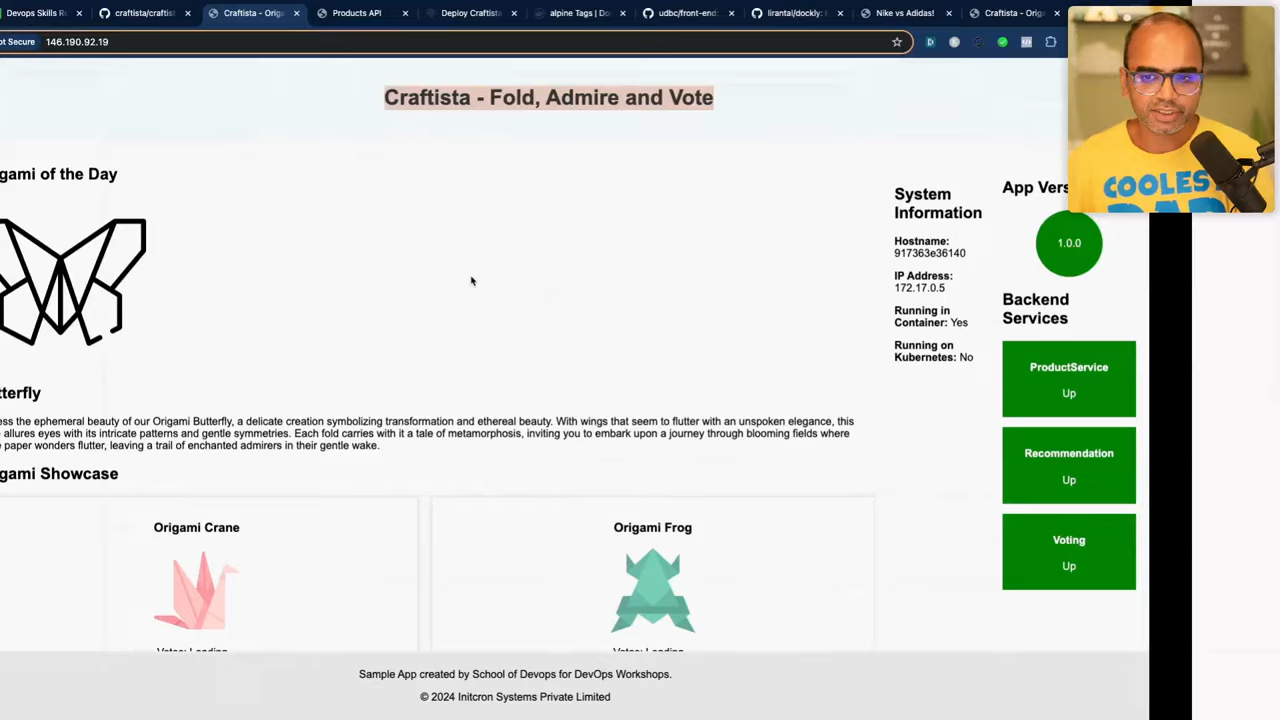 Devops Skills Re
craftista/craftist
Craftista - Orig
Products API
Deploy Craftista
alpine Tags | Do
udbc/front-end:
lirantal/dockly:
Nike vs Adidas!
Craftista - Orig
ot Secure
146.190.92.19
Craftista - Fold, Admire and Vote
gami of the Day
System
Information
Hostname:
917363e36140
IP Address:
172.17.0.5
Running in
Container: Yes
Running on
Kubernetes: No
App Vers
1.0.0
Backend
Services
ProductService
Up
Recommendation
Up
Voting
Up
tterfly
ess the ephemeral beauty of our Origami Butterfly, a delicate creation symbolizing transformation and ethereal beauty. With wings that seem to flutter with an unspoken elegance, this
allures eyes with its intricate patterns and gentle symmetries. Each fold carries with it a tale of metamorphosis, inviting you to embark upon a journey through blooming fields where
paper wonders flutter, leaving a trail of enchanted admirers in their gentle wake.
gami Showcase
Origami Crane
Origami Frog
Votes: Loading
Votes: Loading
Sample App created by School of Devops for DevOps Workshops.
© 2024 Initcron Systems Private Limited
COOLEST
DAD